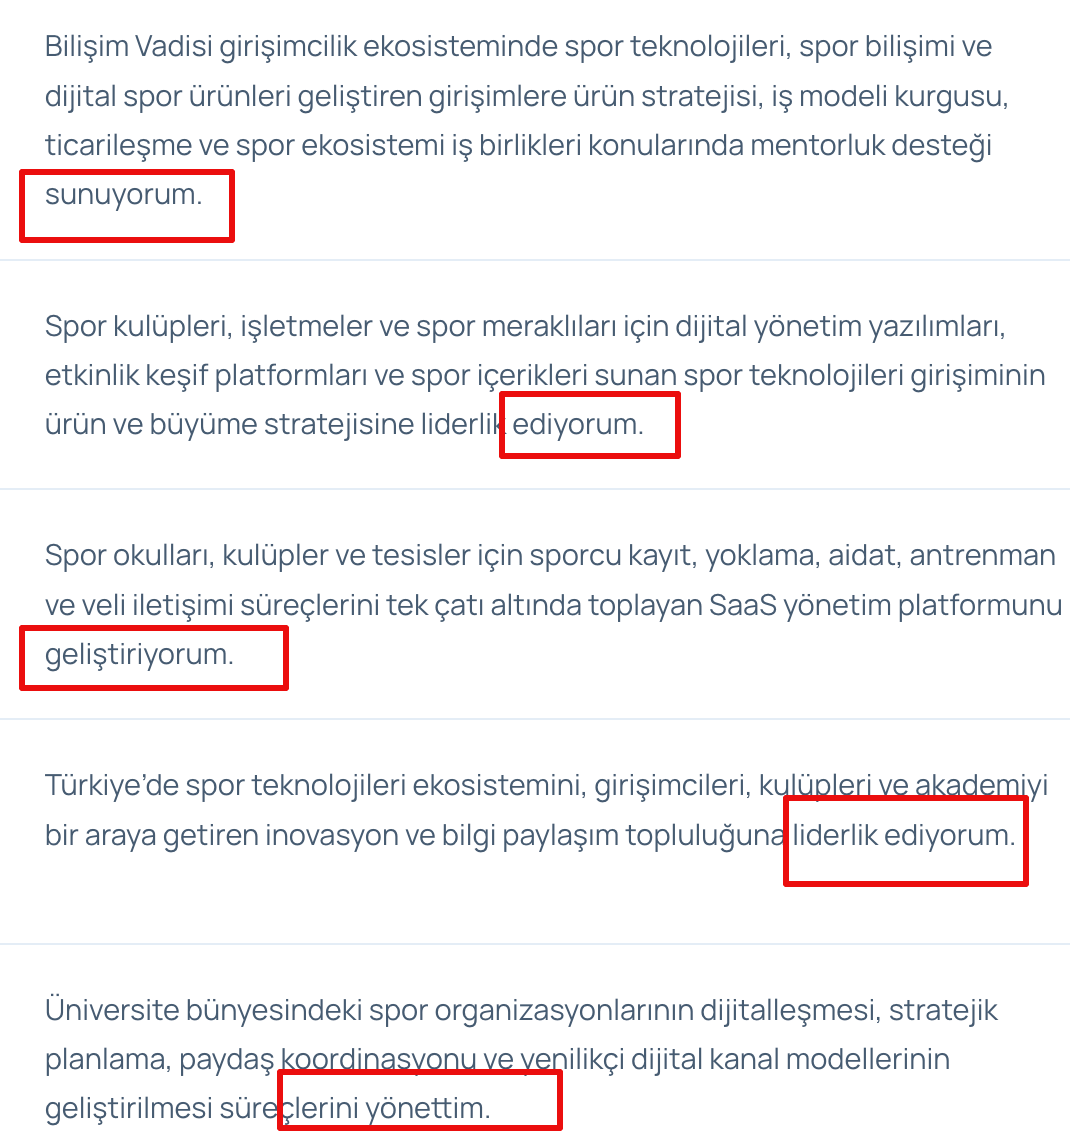 Bilişim Vadisi girişimcilik ekosisteminde spor teknolojileri, spor bilişimi ve
dijital spor ürünleri geliştiren girişimlere ürün stratejisi, iş modeli kurgusu,
ticarileşme ve spor ekosistemi iş birlikleri konularında mentorluk desteği
sunuyorum.
Spor kulüpleri, işletmeler ve spor meraklıları için dijital yönetim yazılımları,
etkinlik keşif platformları ve spor içerikleri sunan spor teknolojileri girişiminin
ürün ve büyüme stratejisine liderlik ediyorum.
Spor okulları, kulüpler ve tesisler için sporcu kayıt, yoklama, aidat, antrenman
ve veli iletişimi süreçlerini tek çatı altında toplayan SaaS yönetim platformunu
geliştiriyorum.
Türkiye’de spor teknolojileri ekosistemini, girişimcileri, kulüpleri ve akademiyi
bir araya getiren inovasyon ve bilgi paylaşım topluluğuna liderlik ediyorum.
Üniversite bünyesindeki spor organizasyonlarının dijitalleşmesi, stratejik
planlama, paydaş koordinasyonu ve yenilikçi dijital kanal modellerinin
geliştirilmesi süreçlerini yönettim.